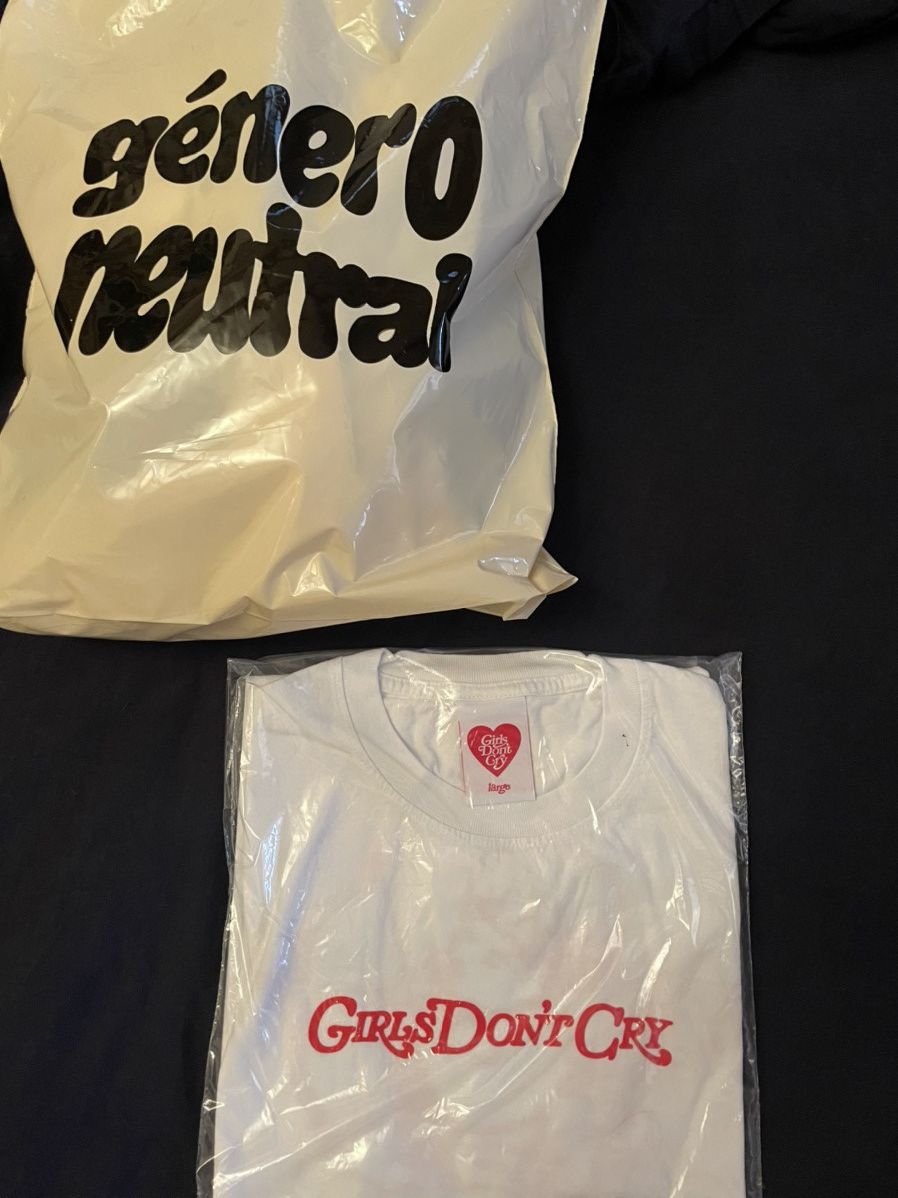 género
neutral
Girls
Don't
Cry
large
GIRLS DON'T CRY